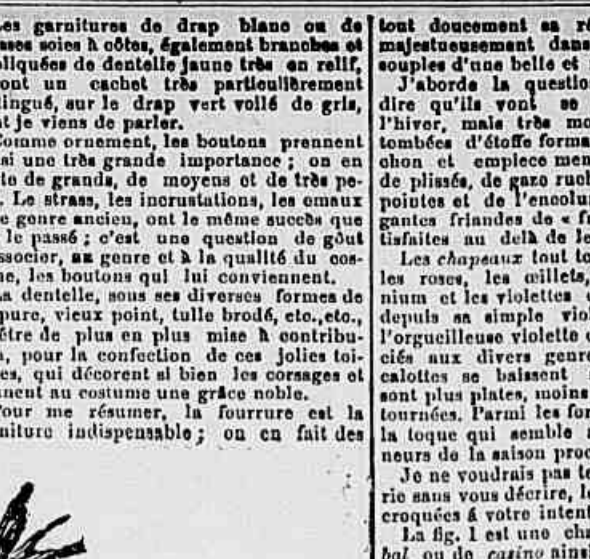 Les garnitures de drap blanc ou de
sses soies à côtes, également branches et
pliquées de dentelle jaune très en relif,
ont un cachet très particulièrement
tingué, sur le drap vert voilé de gris,
nt je viens de parler.
Comme ornement, les boutons prennent
si une très grande importance ; on en
te de grands, de moyens et de très pe-
. Le strass, les incrustations, les emaux
e genre ancien, ont le même succès que
le passé ; c'est une question de goût
ssocier, au genre et à la qualité du cos-
me, les boutons qui lui conviennent.
La dentelle, sous ses diverses formes de
pure, vieux point, tulle brodé, etc., etc.,
être de plus en plus mise à contribu-
n, pour la confection de ces jolies toi-
es, qui décorent si bien les corsages et
nnent au costume une grâce noble.
Pour me résumer, la fourrure est la
niture indispensable ; on en fait des
tout doucement sa ré
majestueusement dans
souples d'une belle et
J'aborde la question
dire qu'ils vont se
l'hiver, mais très mo
tombées d'étoffe forma
chon et empiecemen
de plissés, de gaze ruch
pointes et de l'encolur
gantes friandes de « fr
tisfaites au delà de le
Les chapeaux tout to
les roses, les œillets,
nium et les violettes
depuis sa simple viol
l'orgueilleuse violette
ciés aux divers genre
calottes se baissent
sont plus plates, moins
tournées. Parmi les for
la toque qui semble
neurs de la saison proc
Je ne voudrais pas te
rie sans vous décrire, le
croquées á votre intent
La fig. 1 est une cha
bal ou de casino ainsi